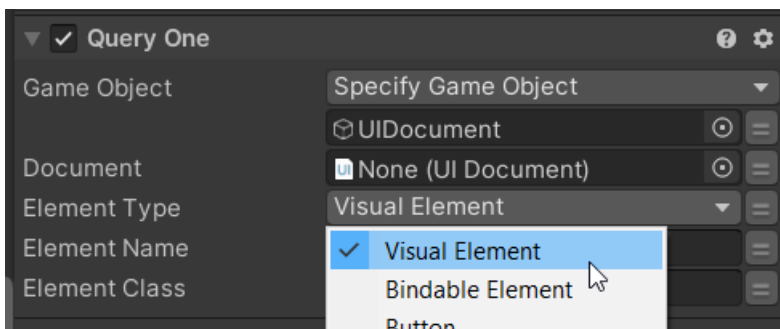 Query One
Game Object Specify Game Object
UIDocument
Document None (UI Document)
Element Type Visual Element
Element Name Visual Element
Element Class Bindable Element
Button